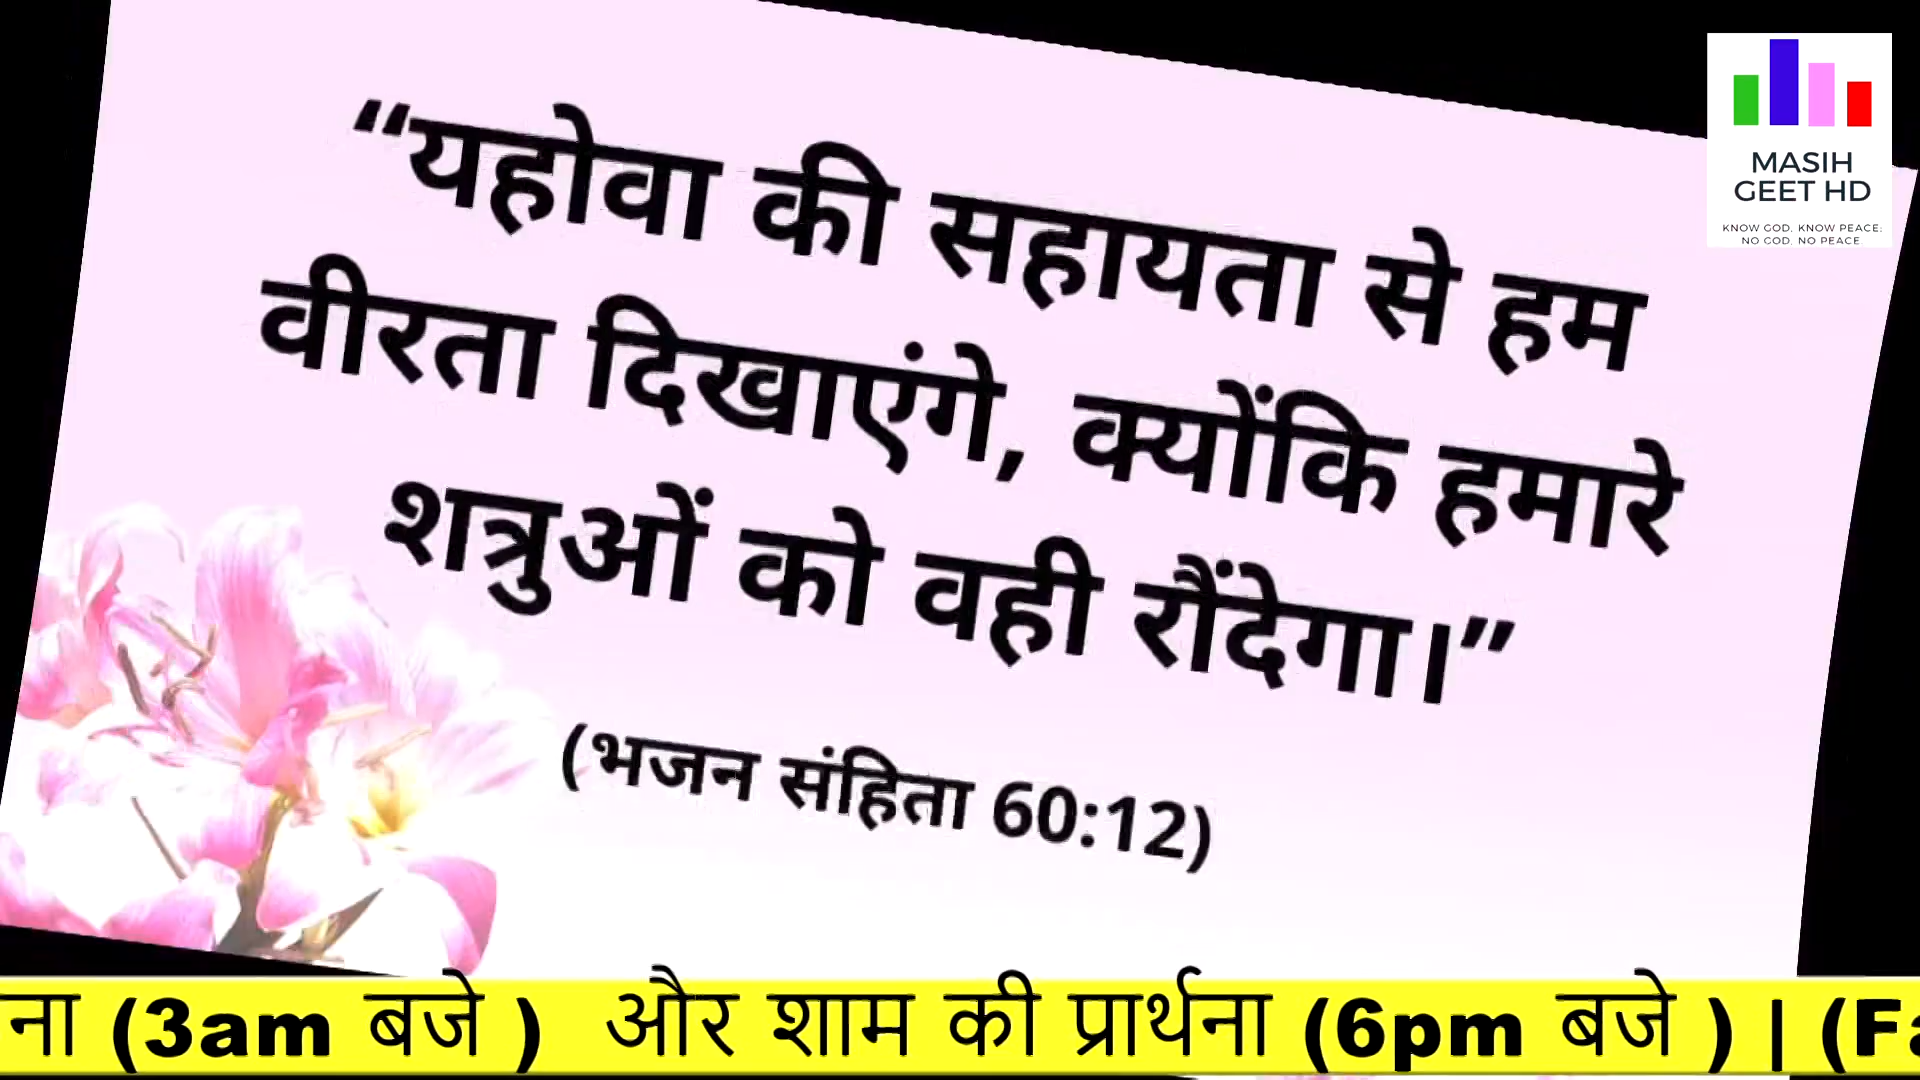 “यहोवा की सहायता से हम
वीरता दिखाएंगे, क्योंकि हमारे
शत्रुओं को वही रौंदेगा।”
(भजन संहिता 60:12)
MASIH
GEET HD
KNOW GOD, KNOW PEACE;
NO GOD, NO PEACE
ना (3am बजे ) और शाम की प्रार्थना (6pm बजे ) | (Fa